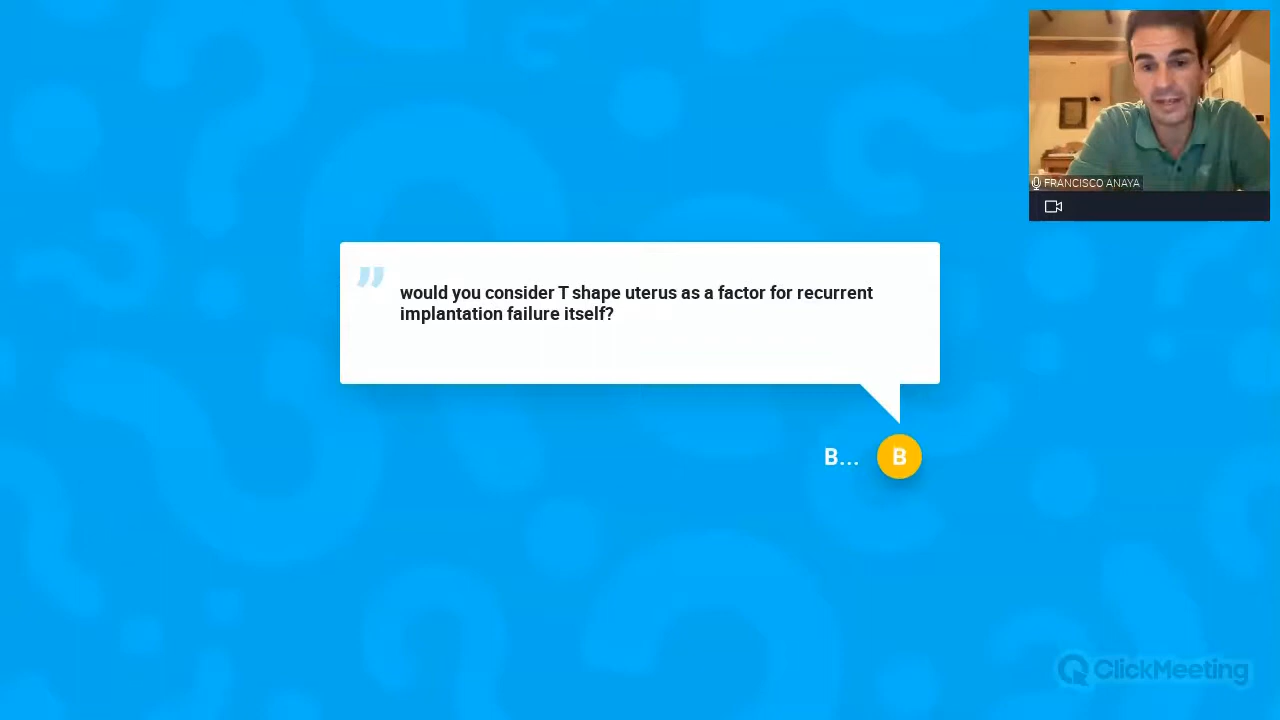 FRANCISCO ANAYA
would you consider T shape uterus as a factor for recurrent
implantation failure itself?
B...
B
ClickMeeting